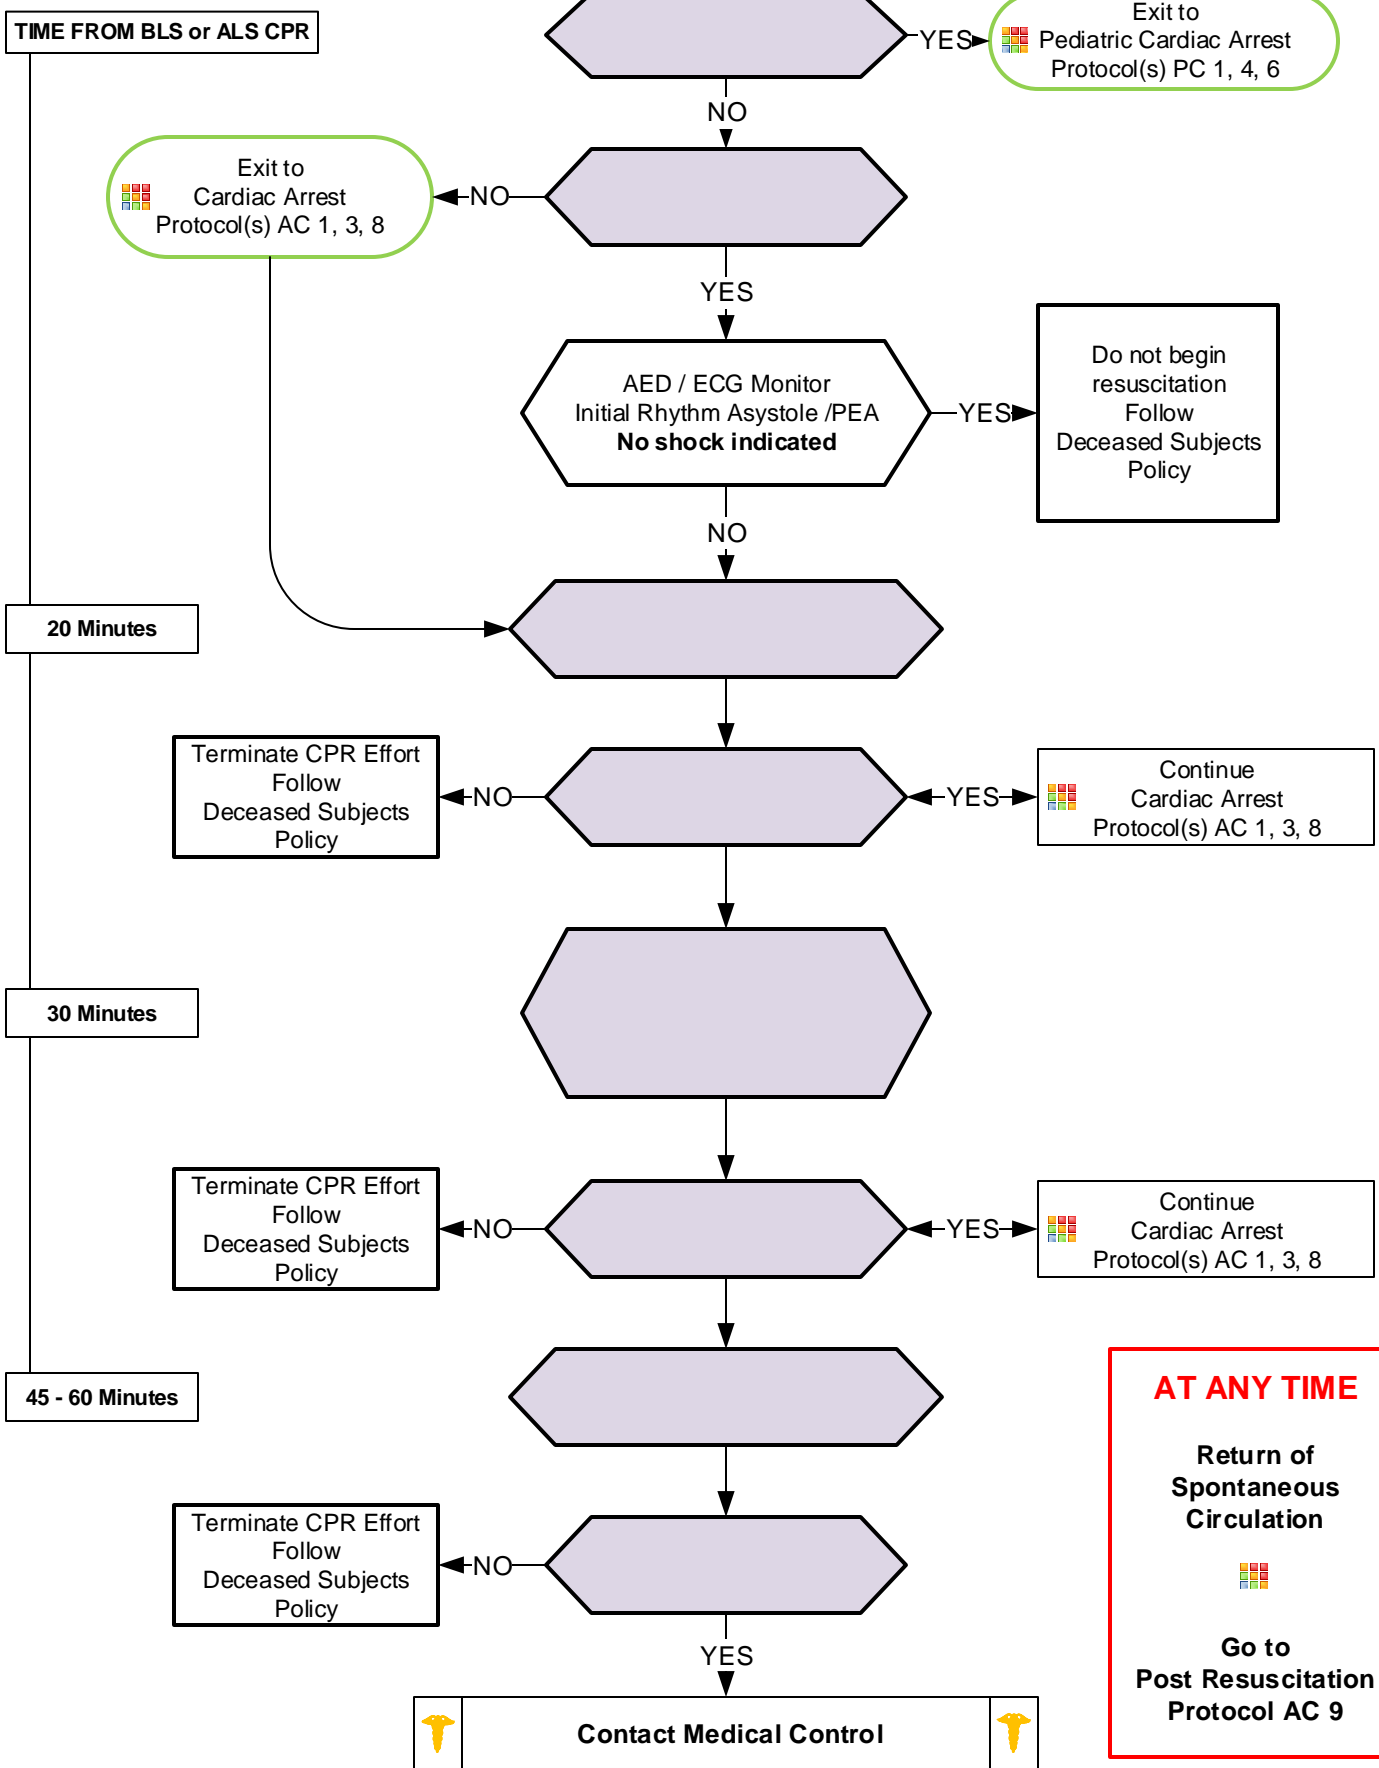 TIME FROM BLS or ALS CPR
YES
Exit to
Pediatric Cardiac Arrest
Protocol(s) PC 1, 4, 6
NO
Exit to
Cardiac Arrest
Protocol(s) AC 1, 3, 8
NO
YES
AED / ECG Monitor
Initial Rhythm Asystole /PEA
No shock indicated
YES
Do not begin
resuscitation
Follow
Deceased Subjects
Policy
NO
20 Minutes
Terminate CPR Effort
Follow
Deceased Subjects
Policy
NO
YES
Continue
Cardiac Arrest
Protocol(s) AC 1, 3, 8
30 Minutes
Terminate CPR Effort
Follow
Deceased Subjects
Policy
NO
YES
Continue
Cardiac Arrest
Protocol(s) AC 1, 3, 8
45 - 60 Minutes
AT ANY TIME
Return of
Spontaneous
Circulation
Go to
Post Resuscitation
Protocol AC 9
Terminate CPR Effort
Follow
Deceased Subjects
Policy
NO
YES
Contact Medical Control